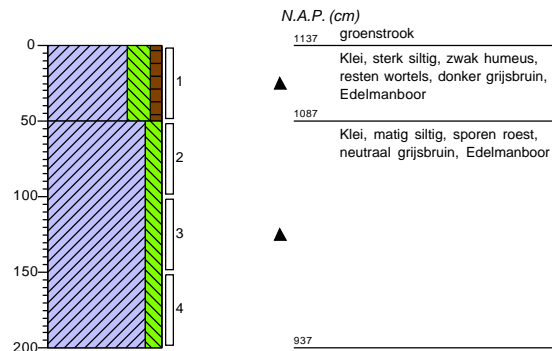 N.A.P. (cm)
0
1137 groenstrook
Klei, sterk siltig, zwak humeus,
resten wortels, donker grijsbruin,
Edelmanboor
1
50
1087
Klei, matig siltig, sporen roest,
neutraal grijsbruin, Edelmanboor
2
100
3
150
4
200
937